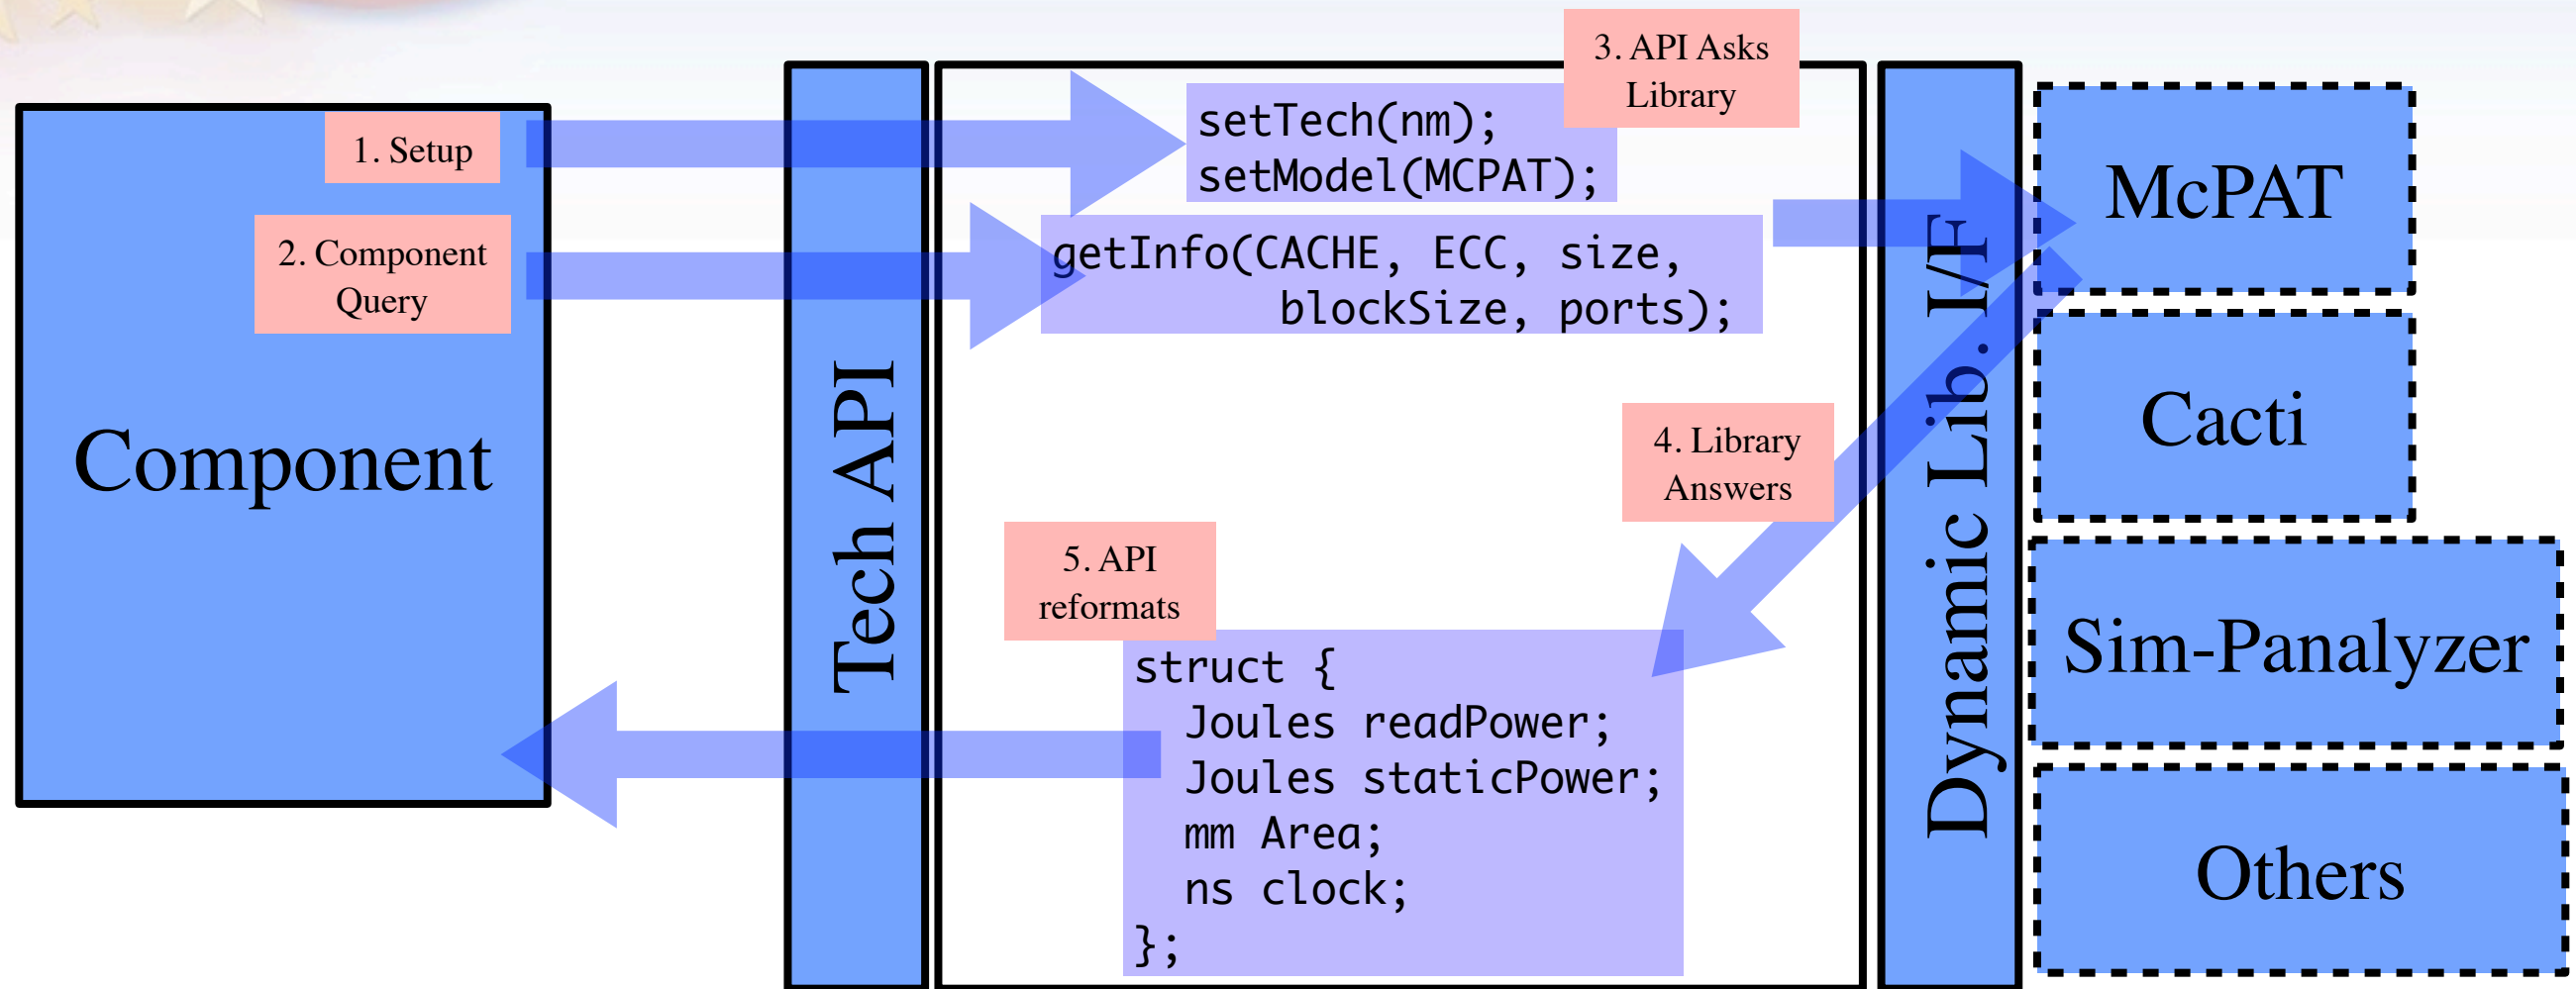 Component
1. Setup
2. Component
Query
Tech API
setTech(nm);
setModel(MCPAT);
3. API Asks
Library
getInfo(CACHE, ECC, size,
blockSize, ports);
4. Library
Answers
5. API
reformats
struct {
Joules readPower;
Joules staticPower;
mm Area;
ns clock;
};
Dynamic Lib. I/F
McPAT
Cacti
Sim-Panalyzer
Others